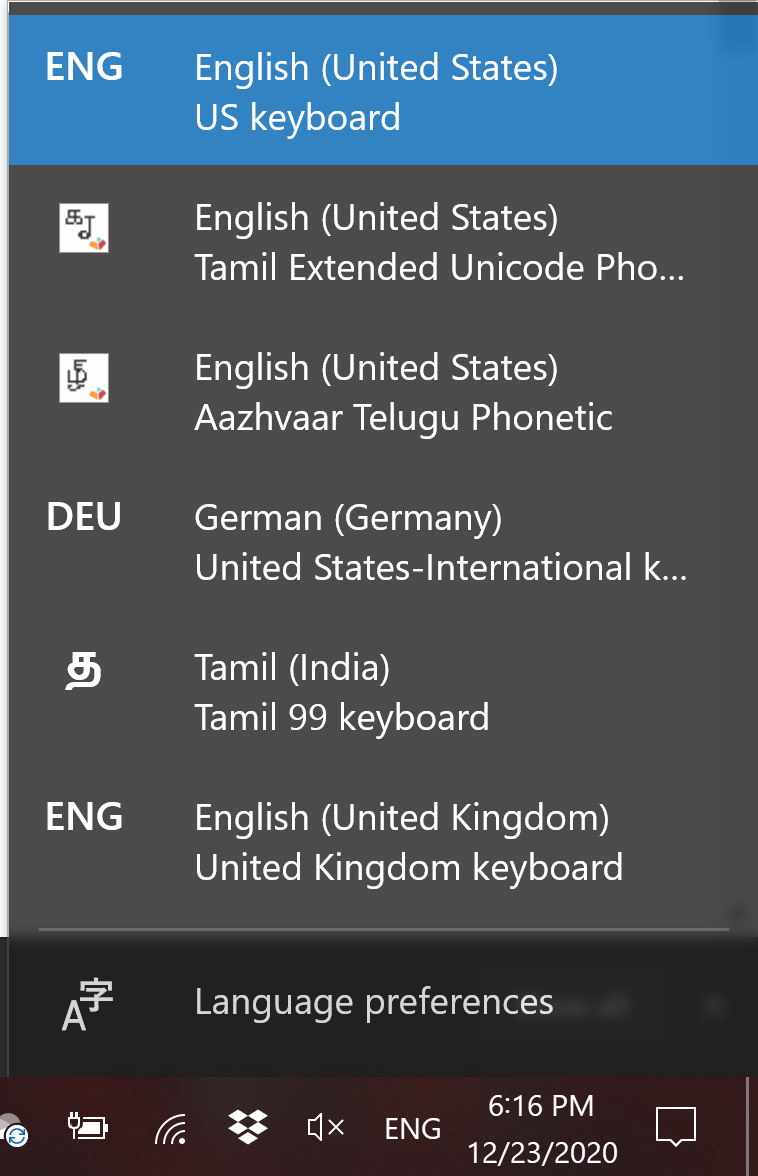 ENG
English (United States)
US keyboard
English (United States)
Tamil Extended Unicode Pho...
English (United States)
Aazhvaar Telugu Phonetic
DEU
German (Germany)
United States-International k...
த
Tamil (India)
Tamil 99 keyboard
ENG
English (United Kingdom)
United Kingdom keyboard
A字
Language preferences
ENG
6:16 PM
12/23/2020